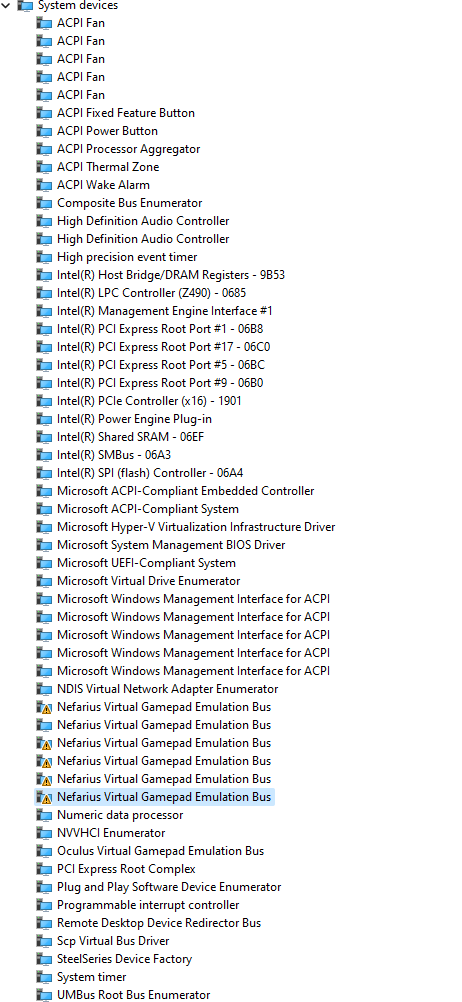 System devices
ACPI Fan
ACPI Fan
ACPI Fan
ACPI Fan
ACPI Fan
ACPI Fixed Feature Button
ACPI Power Button
ACPI Processor Aggregator
ACPI Thermal Zone
ACPI Wake Alarm
Composite Bus Enumerator
High Definition Audio Controller
High Definition Audio Controller
High precision event timer
Intel(R) Host Bridge/DRAM Registers - 9B53
Intel(R) LPC Controller (Z490) - 0685
Intel(R) Management Engine Interface #1
Intel(R) PCI Express Root Port #1 - 06B8
Intel(R) PCI Express Root Port #17 - 06C0
Intel(R) PCI Express Root Port #5 - 06BC
Intel(R) PCI Express Root Port #9 - 06B0
Intel(R) PCIe Controller (x16) - 1901
Intel(R) Power Engine Plug-in
Intel(R) Shared SRAM - 06EF
Intel(R) SMBus - 06A3
Intel(R) SPI (flash) Controller - 06A4
Microsoft ACPI-Compliant Embedded Controller
Microsoft ACPI-Compliant System
Microsoft Hyper-V Virtualization Infrastructure Driver
Microsoft System Management BIOS Driver
Microsoft UEFI-Compliant System
Microsoft Virtual Drive Enumerator
Microsoft Windows Management Interface for ACPI
Microsoft Windows Management Interface for ACPI
Microsoft Windows Management Interface for ACPI
Microsoft Windows Management Interface for ACPI
Microsoft Windows Management Interface for ACPI
NDIS Virtual Network Adapter Enumerator
Nefarius Virtual Gamepad Emulation Bus
Nefarius Virtual Gamepad Emulation Bus
Nefarius Virtual Gamepad Emulation Bus
Nefarius Virtual Gamepad Emulation Bus
Nefarius Virtual Gamepad Emulation Bus
Nefarius Virtual Gamepad Emulation Bus
Numeric data processor
NVVHCI Enumerator
Oculus Virtual Gamepad Emulation Bus
PCI Express Root Complex
Plug and Play Software Device Enumerator
Programmable interrupt controller
Remote Desktop Device Redirector Bus
Scp Virtual Bus Driver
SteelSeries Device Factory
System timer
UMBus Root Bus Enumerator